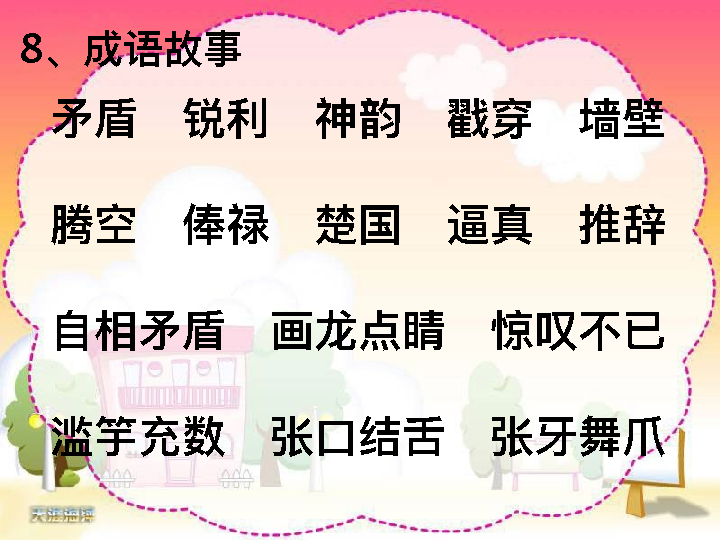 8、成语故事
矛盾 锐利 神韵 戳穿 墙壁
腾空 俸禄 楚国 逼真 推辞
自相矛盾 画龙点睛 惊叹不已
滥竽充数 张口结舌 张牙舞爪